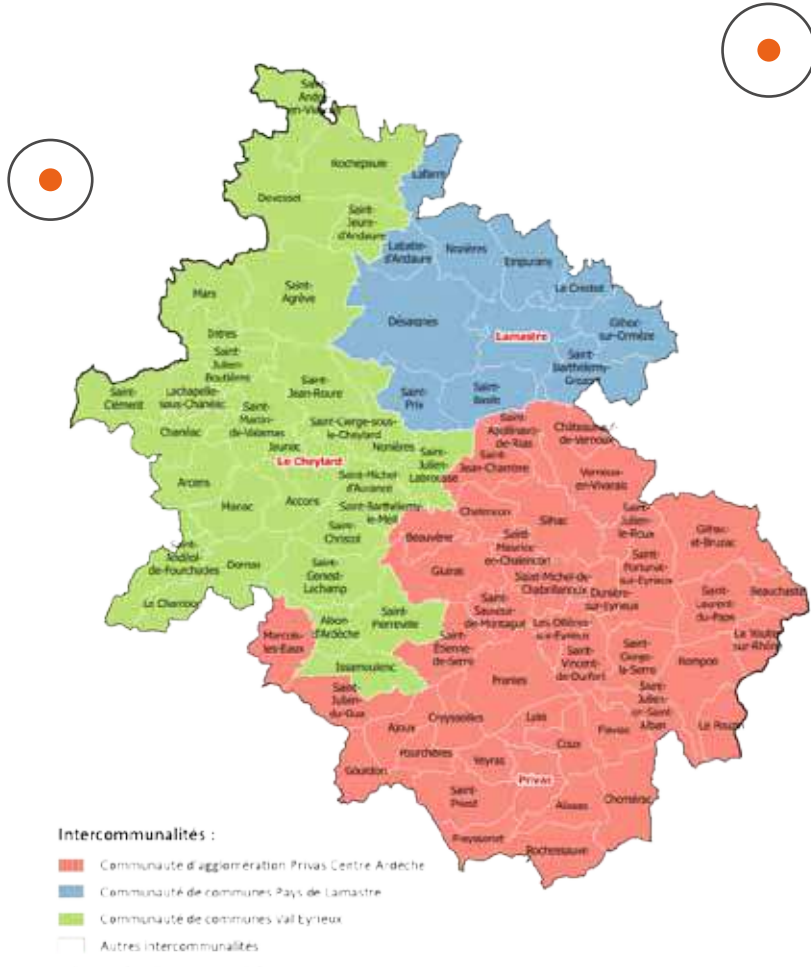 Saint-
André-
en-Vivarais
Rochepaule
Lafarre
Devesset
Saint-
Jeure-
d'Andaure
Labatie-
d'Andaure
Nozières
Empurany
Le Crestet
Mars
Saint-
Agrève
Désaignes
Lamastre
Gilhoc-
sur-Ormèze
Intres
Saint-
Julien-
Boutières
Saint-
Barthélemy-
Grozon
Saint-
Clément
Lachapelle-
sous-Chanéac
Saint-
Jean-Roure
Saint-
Prix
Saint-
Basile
Chanéac
Saint-
Martin-
de-Valamas
Saint-Cierge-sous-
le-Cheylard
Saint-
Apollinaire-
de-Rias
Châteauneuf-
de-Vernoux
Jaunac
Nonières
Saint-
Julien-
Labrousse
Saint-
Jean-Chambre
Le Cheylard
Vernoux-
en-Vivarais
Arcens
Saint-Michel-
d'Aurance
Mariac
Accons
Saint-Barthélemy-
le-Meil
Chalencon
Silhac
Saint-
Julien-
le-Roux
Gilhac-
et-Bruzac
Saint-
Christol
Beauvène
Saint-
Maurice-
en-Chalencon
Saint-
Andéol-
de-Fourchades
Dornas
Saint-
Genest-
Lachamp
Gluiras
Saint-Michel-de-
Chabrillanoux
Saint-
Fortunat-
sur-Eyrieux
Dunière-
sur-Eyrieux
Beauchastel
Le Chambon
Saint-
Pierreville
Saint-
Sauveur-
de-Montagut
Les Ollières-
sur-Eyrieux
Saint-
Laurent-
du-Pape
Albon
d'Ardèche
Marcols-
les-Eaux
Saint-
Étienne-
de-Serre
Saint-
Vincent-
de-Durfort
Saint-
Cierge-
la-Serre
La Voulte-
sur-Rhône
Issamoulenc
Rompon
Saint-
Julien-
du-Gua
Pranles
Saint-
Julien-
en-Saint-
Alban
Ajoux
Creysseilles
Lyas
Flaviac
Le Pouzin
Pourchères
Veyras
Coux
Gourdon
Privas
Saint-
Priest
Alissas
Chomérac
Freyssenet
Rochessauve
Intercommunalités :
Communauté d'agglomération Privas Centre Ardèche
Communauté de communes Pays de Lamastre
Communauté de communes Val Eyrieux
Autres intercommunalités